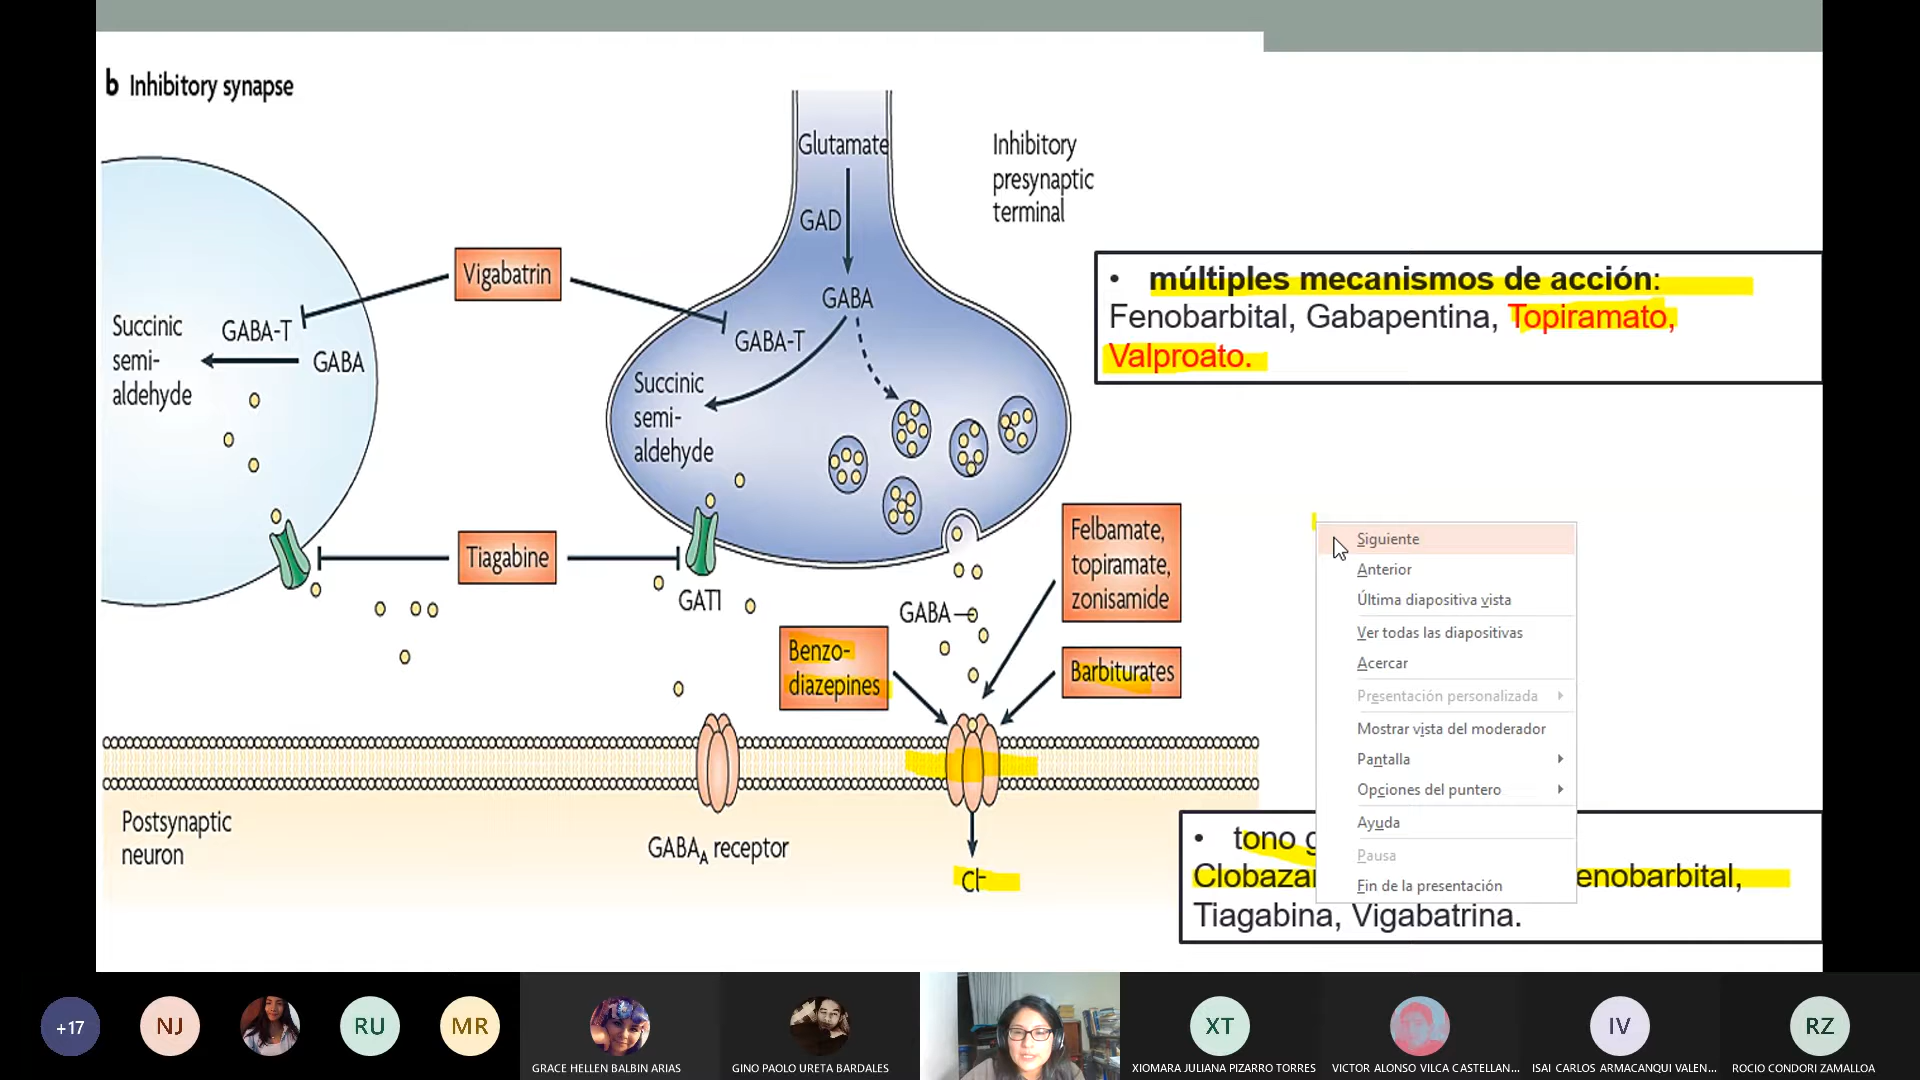 b Inhibitory synapse
Glutamate
GAD
GABA
Inhibitory
presynaptic
terminal
Vigabatrin
Succinic
semi-
aldehyde
GABA-T
GABA
GABA-T
Succinic
semi-
aldehyde
Tiagabine
GAT1
GABA
Felbamate,
topiramate,
zonisamide
Benzo-
diazepines
Barbiturates
Postsynaptic
neuron
GABAA receptor
Cl-
• múltiples mecanismos de acción:
Fenobarbital, Gabapentina, Topiramato,
Valproato.
Siguiente
Anterior
Última diapositiva vista
Ver todas las diapositivas
Acercar
Presentación personalizada
Mostrar vista del moderador
Pantalla
Opciones del puntero
Ayuda
Pausa
Fin de la presentación
• tono g
Clobaza enobarbital,
Tiagabina, Vigabatrina.
+17
NJ
RU
MR
XT
IV
RZ
GRACE HELLEN BALBIN ARIAS
GINO PAOLO URETA BARDALES
XIOMARA JULIANA PIZARRO TORRES
VICTOR ALONSO VILCA CASTELLAN...
ISAI CARLOS ARMACANQUI VALEN...
ROCIO CONDORI ZAMALLOA